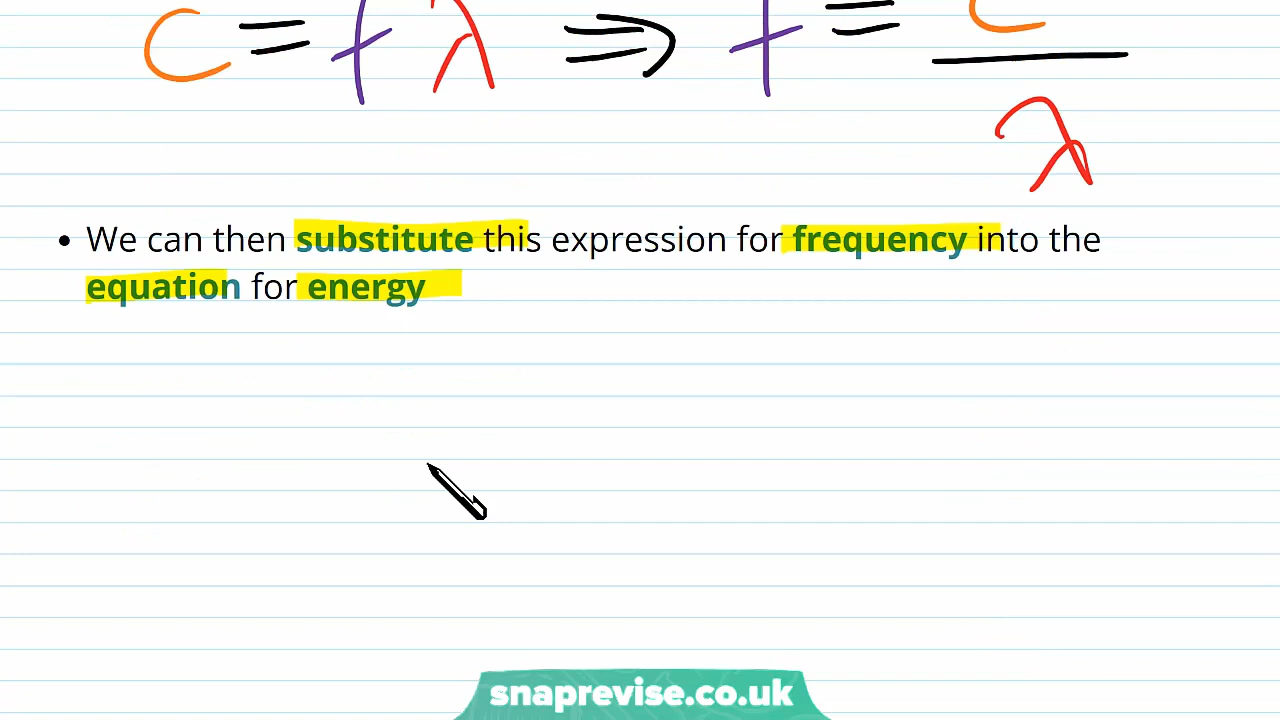 c = fλ ⇒ f = c/λ
• We can then substitute this expression for frequency into the
equation for energy
snaprevise.co.uk